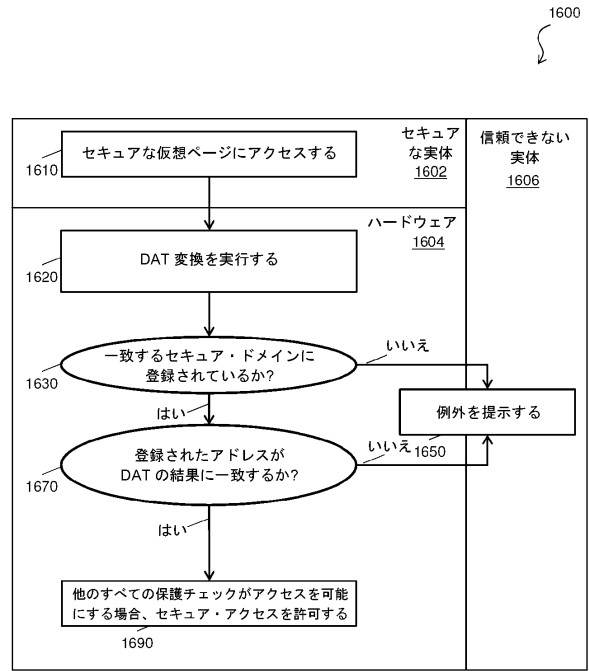 1600
セキュア
な実体
1602
信頼できない
実体
1606
セキュアな仮想ページにアクセスする
1610
ハードウェア
1604
DAT 変換を実行する
1620
一致するセキュア・ドメインに
登録されているか?
1630
いいえ
はい
例外を提示する
1650
登録されたアドレスが
DAT の結果に一致するか?
1670
いいえ
はい
他のすべての保護チェックがアクセスを可能
にする場合、セキュア・アクセスを許可する
1690